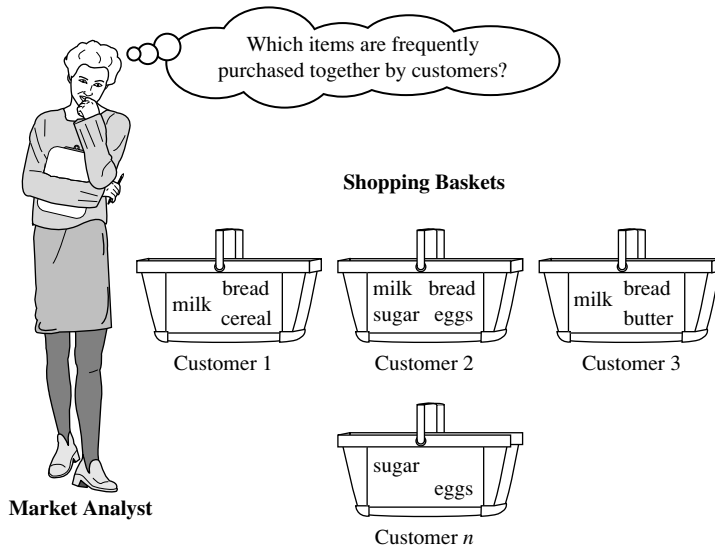 Which items are frequently
purchased together by customers?
Shopping Baskets
milk bread
cereal
Customer 1
milk bread
sugar eggs
Customer 2
milk bread
butter
Customer 3
sugar
eggs
Customer n
Market Analyst